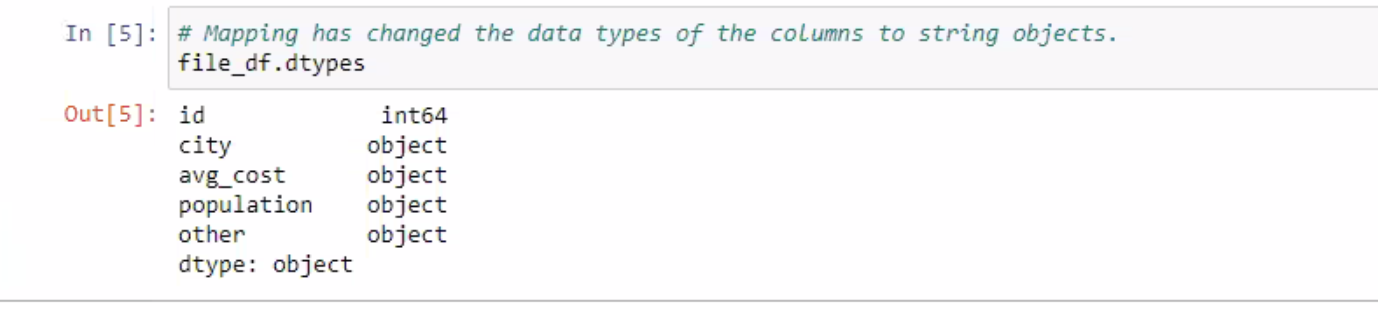 In [5]: # Mapping has changed the data types of the columns to string objects.
file_df.dtypes
Out[5]: id int64
city object
avg_cost object
population object
other object
dtype: object